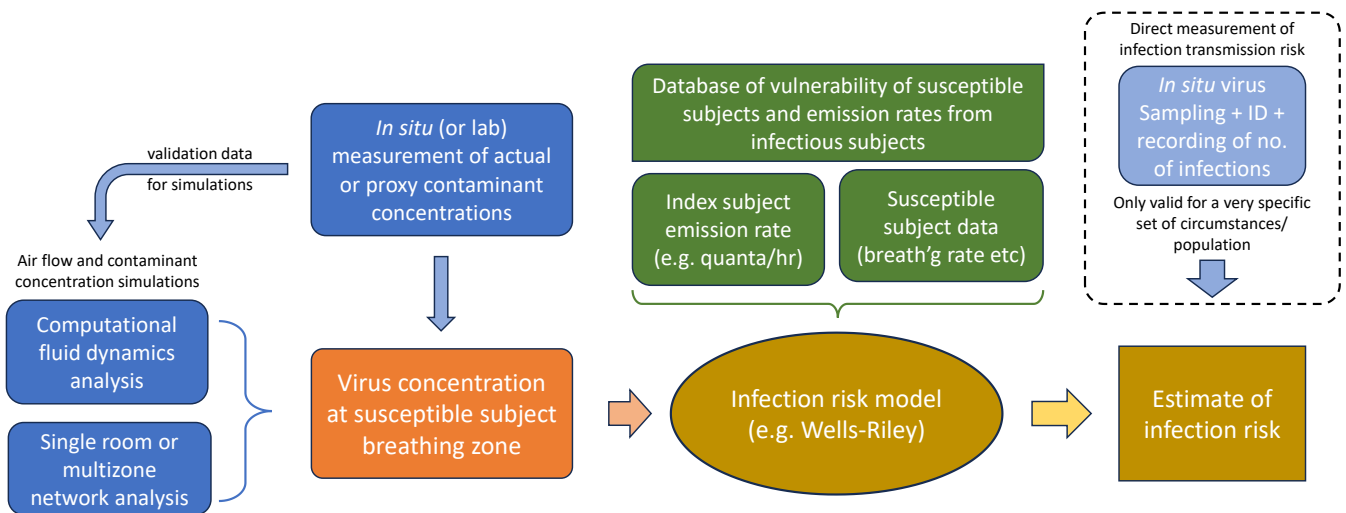 validation data
for simulations
Air flow and contaminant
concentration simulations
Computational
fluid dynamics
analysis
Single room or
multizone
network analysis
In situ (or lab)
measurement of actual
or proxy contaminant
concentrations
Virus concentration
at susceptible subject
breathing zone
Database of vulnerability of susceptible
subjects and emission rates from
infectious subjects
Index subject
emission rate
(e.g. quanta/hr)
Susceptible
subject data
(breath'g rate etc)
Infection risk model
(e.g. Wells-Riley)
Direct measurement of
infection transmission risk
In situ virus
Sampling + ID +
recording of no.
of infections
Only valid for a very specific
set of circumstances/
population
Estimate of
infection risk